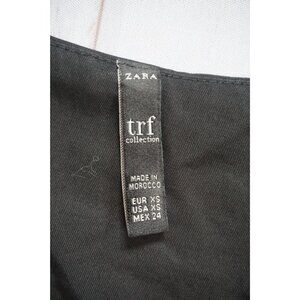 ZARA
trf
collection
MADE IN
MOROCCO
EUR XS
USA XS
MEX 24